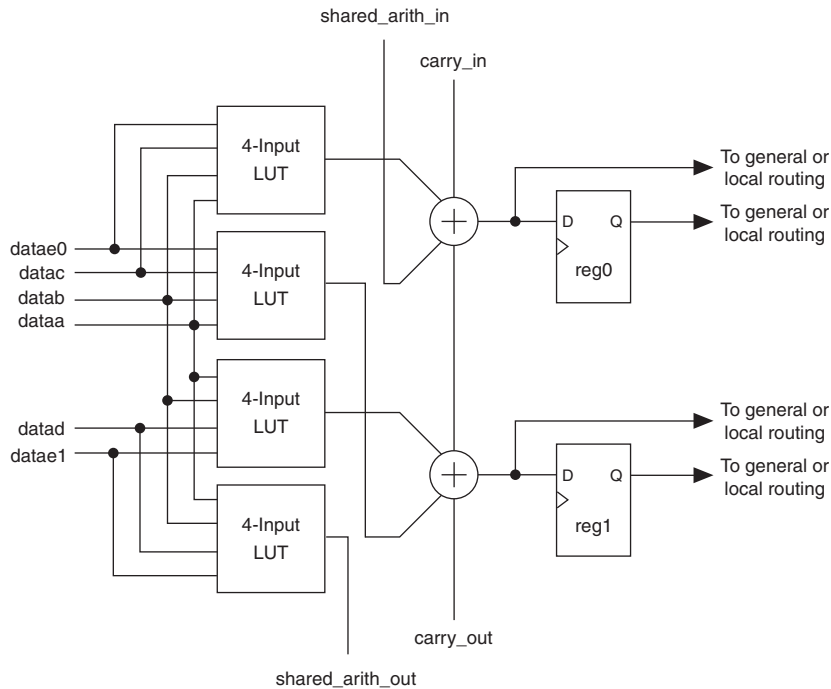 shared_arith_in
carry_in
4-Input
LUT
To general or
local routing
D Q
To general or
local routing
reg0
datae0
datac
datab
dataa
4-Input
LUT
4-Input
LUT
To general or
local routing
datad
datae1
D Q
To general or
local routing
reg1
4-Input
LUT
carry_out
shared_arith_out